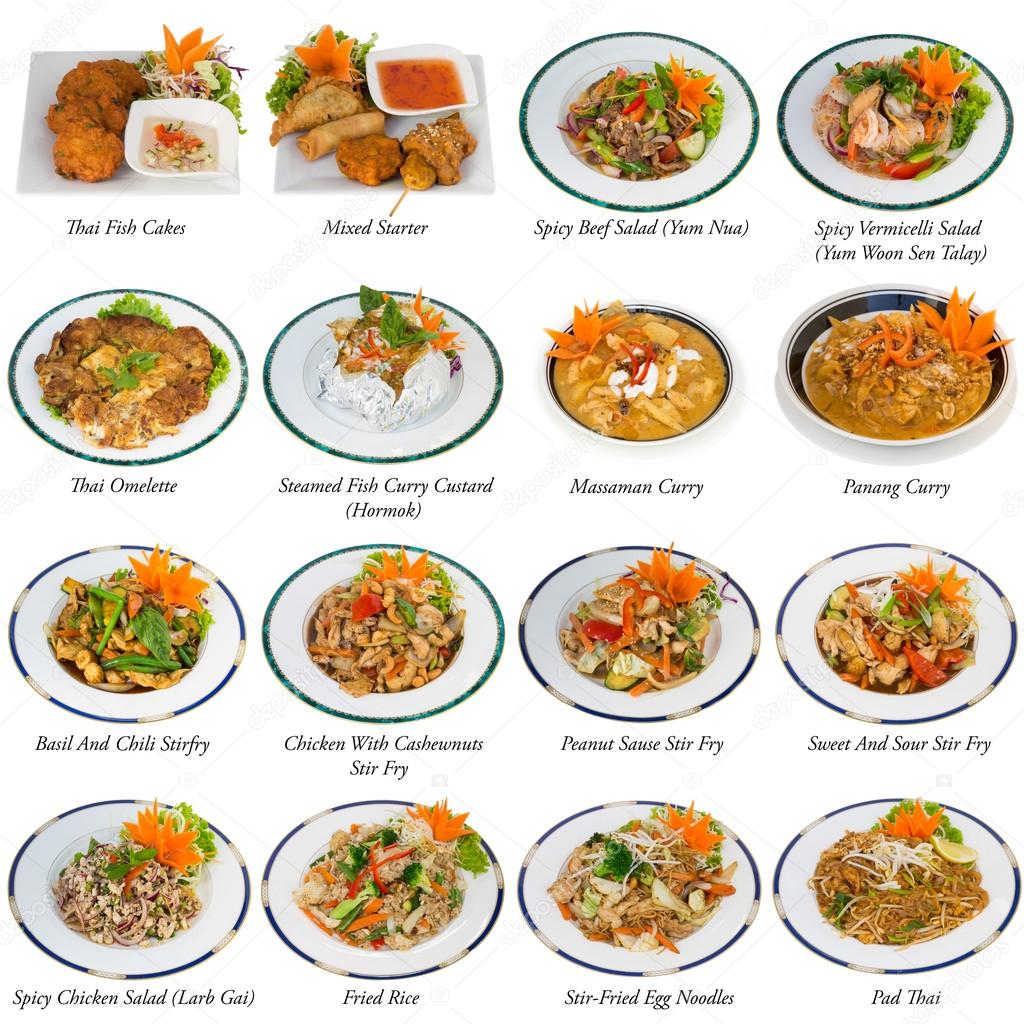 Thai Fish Cakes
Mixed Starter
Spicy Beef Salad (Yum Nua)
Spicy Vermicelli Salad
(Yum Woon Sen Talay)
Thai Omelette
Steamed Fish Curry Custard
(Hormok)
Massaman Curry
Panang Curry
Basil And Chili Stirfry
Chicken With Cashewnuts
Stir Fry
Peanut Sause Stir Fry
Sweet And Sour Stir Fry
Spicy Chicken Salad (Larb Gai)
Fried Rice
Stir-Fried Egg Noodles
Pad Thai
depositphotos